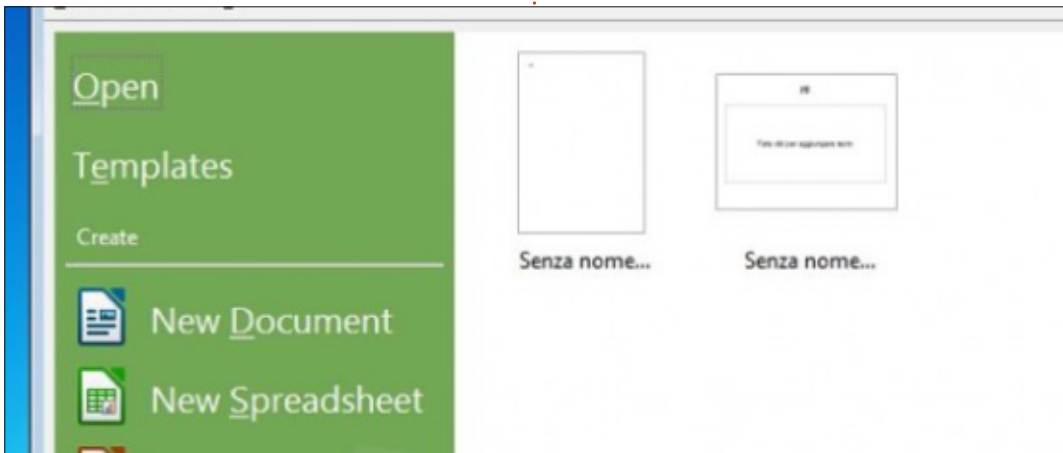 Open
Templates
Create
New Document
New Spreadsheet
Senza nome...
Senza nome...